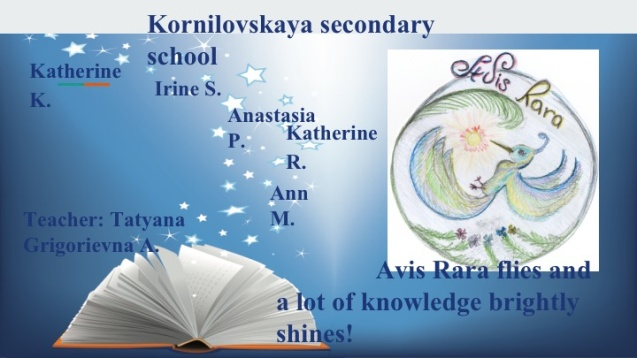 Kornilovskaya secondary
school
Katherine
K.
Irine S.
Anastasia
P.
Katherine
R.
Ann
M.
Teacher: Tatyana
Grigorievna A.
Avis Rara
Avis Rara flies and
a lot of knowledge brightly
shines!